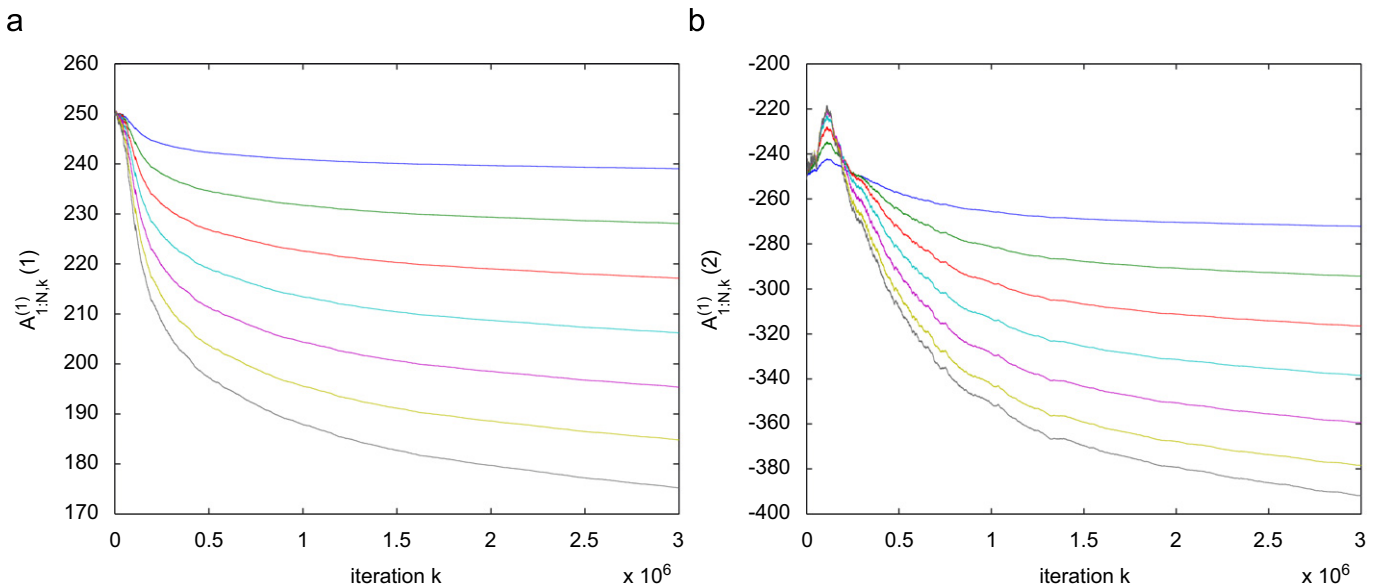 a
260
250
240
230
220
210
200
190
180
170
A^{(1)}_{1:N,k} (1)
0 0.5 1 1.5 2 2.5 3
iteration k x 10^6
b
-200
-220
-240
-260
-280
-300
-320
-340
-360
-380
-400
A^{(1)}_{1:N,k} (2)
0 0.5 1 1.5 2 2.5 3
iteration k x 10^6